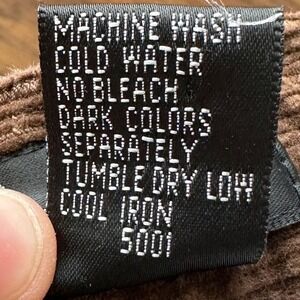 MACHINE WASH
COLD WATER
NO BLEACH
DARK COLORS
SEPARATELY
TUMBLE DRY LOW
COOL IRON
5001